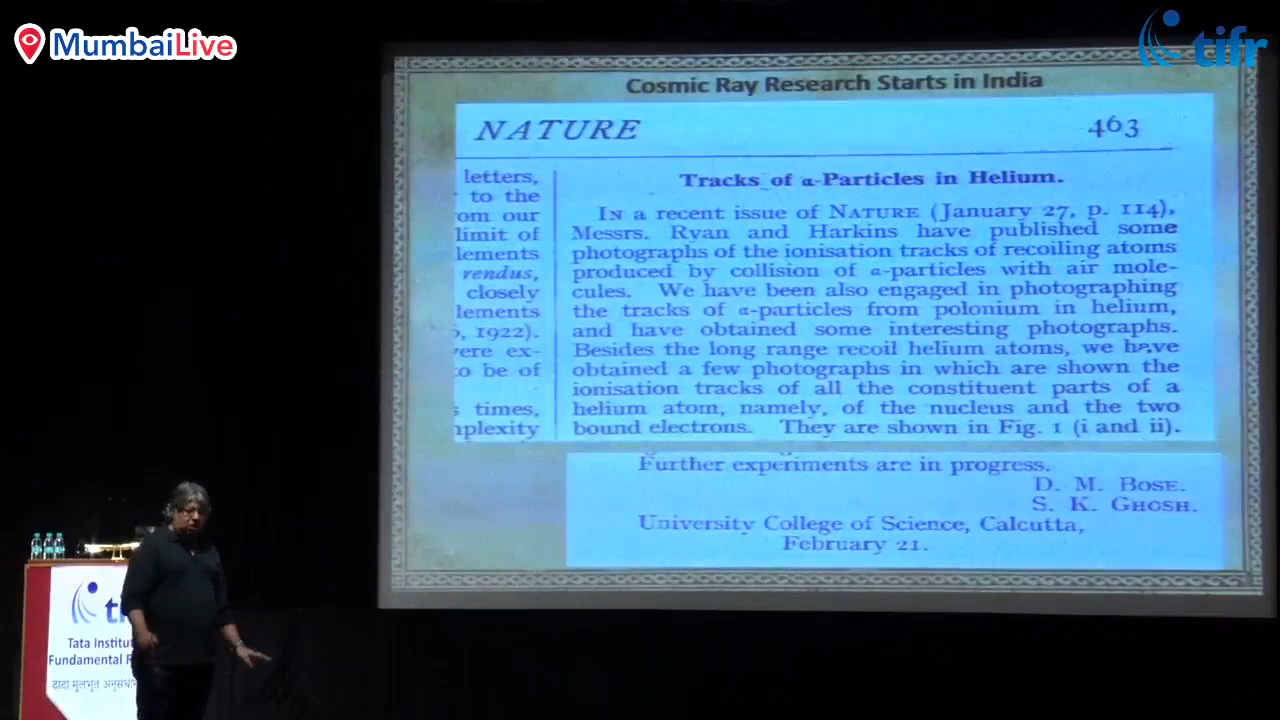 MumbaiLive
tifr
Cosmic Ray Research Starts in India
NATURE
463
letters,
to the
om our
limit of
lements
rendus,
closely
lements
, 1922).
ere ex-
o be of
times,
plexity
Tracks of α-Particles in Helium.
IN a recent issue of NATURE (January 27, p. 114),
Messrs. Ryan and Harkins have published some
photographs of the ionisation tracks of recoiling atoms
produced by collision of α-particles with air mole-
cules. We have been also engaged in photographing
the tracks of α-particles from polonium in helium,
and have obtained some interesting photographs.
Besides the long range recoil helium atoms, we have
obtained a few photographs in which are shown the
ionisation tracks of all the constituent parts of a
helium atom, namely, of the nucleus and the two
bound electrons. They are shown in Fig. 1 (i and ii).
Further experiments are in progress.
D. M. BOSE.
S. K. GHOSH.
University College of Science, Calcutta,
February 21.
Tata Institut
Fundamental R
टाटा मूलभूत अनुसंधान